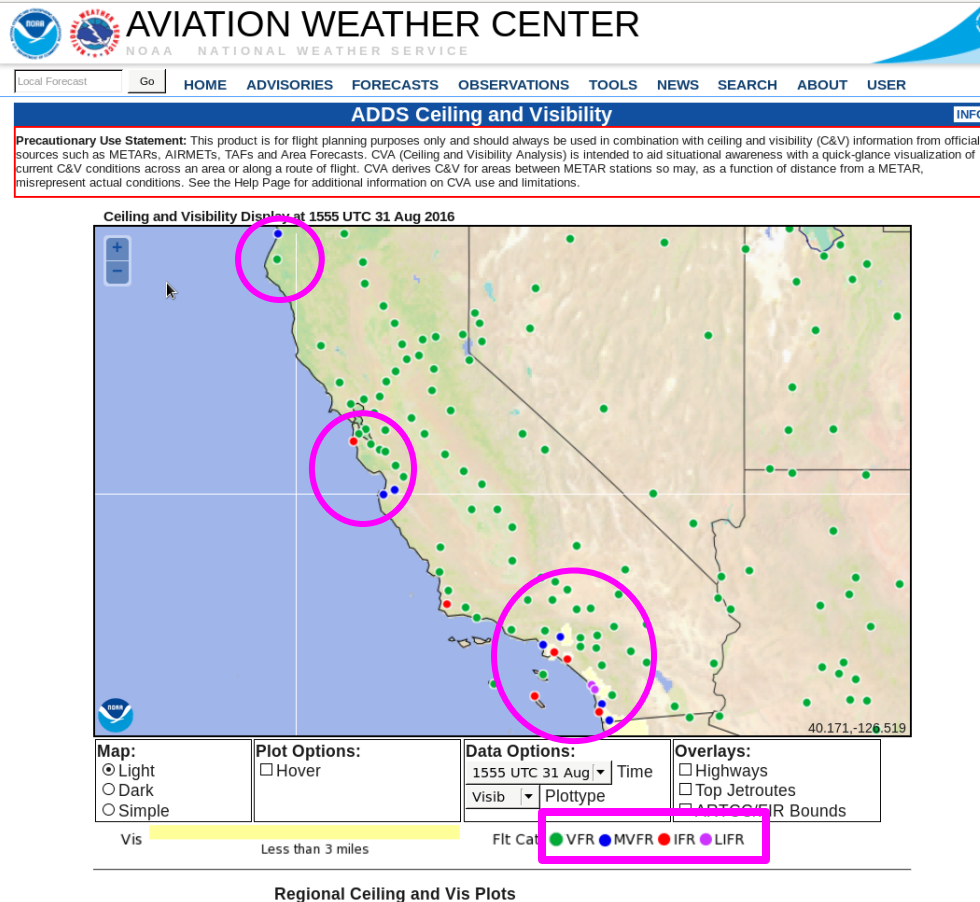 NOAA
AVIATION WEATHER CENTER
NOAA NATIONAL WEATHER SERVICE
Local Forecast Go HOME ADVISORIES FORECASTS OBSERVATIONS TOOLS NEWS SEARCH ABOUT USER
ADDS Ceiling and Visibility
Precautionary Use Statement: This product is for flight planning purposes only and should always be used in combination with ceiling and visibility (C&V) information from official
sources such as METARs, AIRMETs, TAFs and Area Forecasts. CVA (Ceiling and Visibility Analysis) is intended to aid situational awareness with a quick-glance visualization of
current C&V conditions across an area or along a route of flight. CVA derives C&V for areas between METAR stations so may, as a function of distance from a METAR,
misrepresent actual conditions. See the Help Page for additional information on CVA use and limitations.
Ceiling and Visibility Display at 1555 UTC 31 Aug 2016
+
−
NOAA
40.171,-126.519
Map: Plot Options: Data Options: Overlays:
Light Hover 1555 UTC 31 Aug Time Highways
Dark Visib Plottype Top Jetroutes
Simple ARTCC/FIR Bounds
Vis Flt Cat VFR MVFR IFR LIFR
Less than 3 miles
Regional Ceiling and Vis Plots